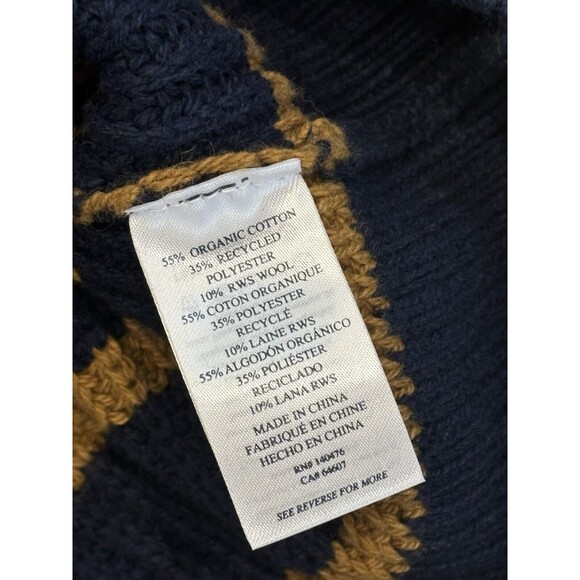 55% ORGANIC COTTON
35% RECYCLED
POLYESTER
10% RWS WOOL
55% COTON ORGANIQUE
35% POLYESTER
RECYCLÉ
10% LAINE RWS
55% ALGODÓN ORGÁNICO
35% POLIÉSTER
RECICLADO
10% LANA RWS
MADE IN CHINA
FABRIQUÉ EN CHINE
HECHO EN CHINA
RN# 140476
CA# 64607
SEE REVERSE FOR MORE